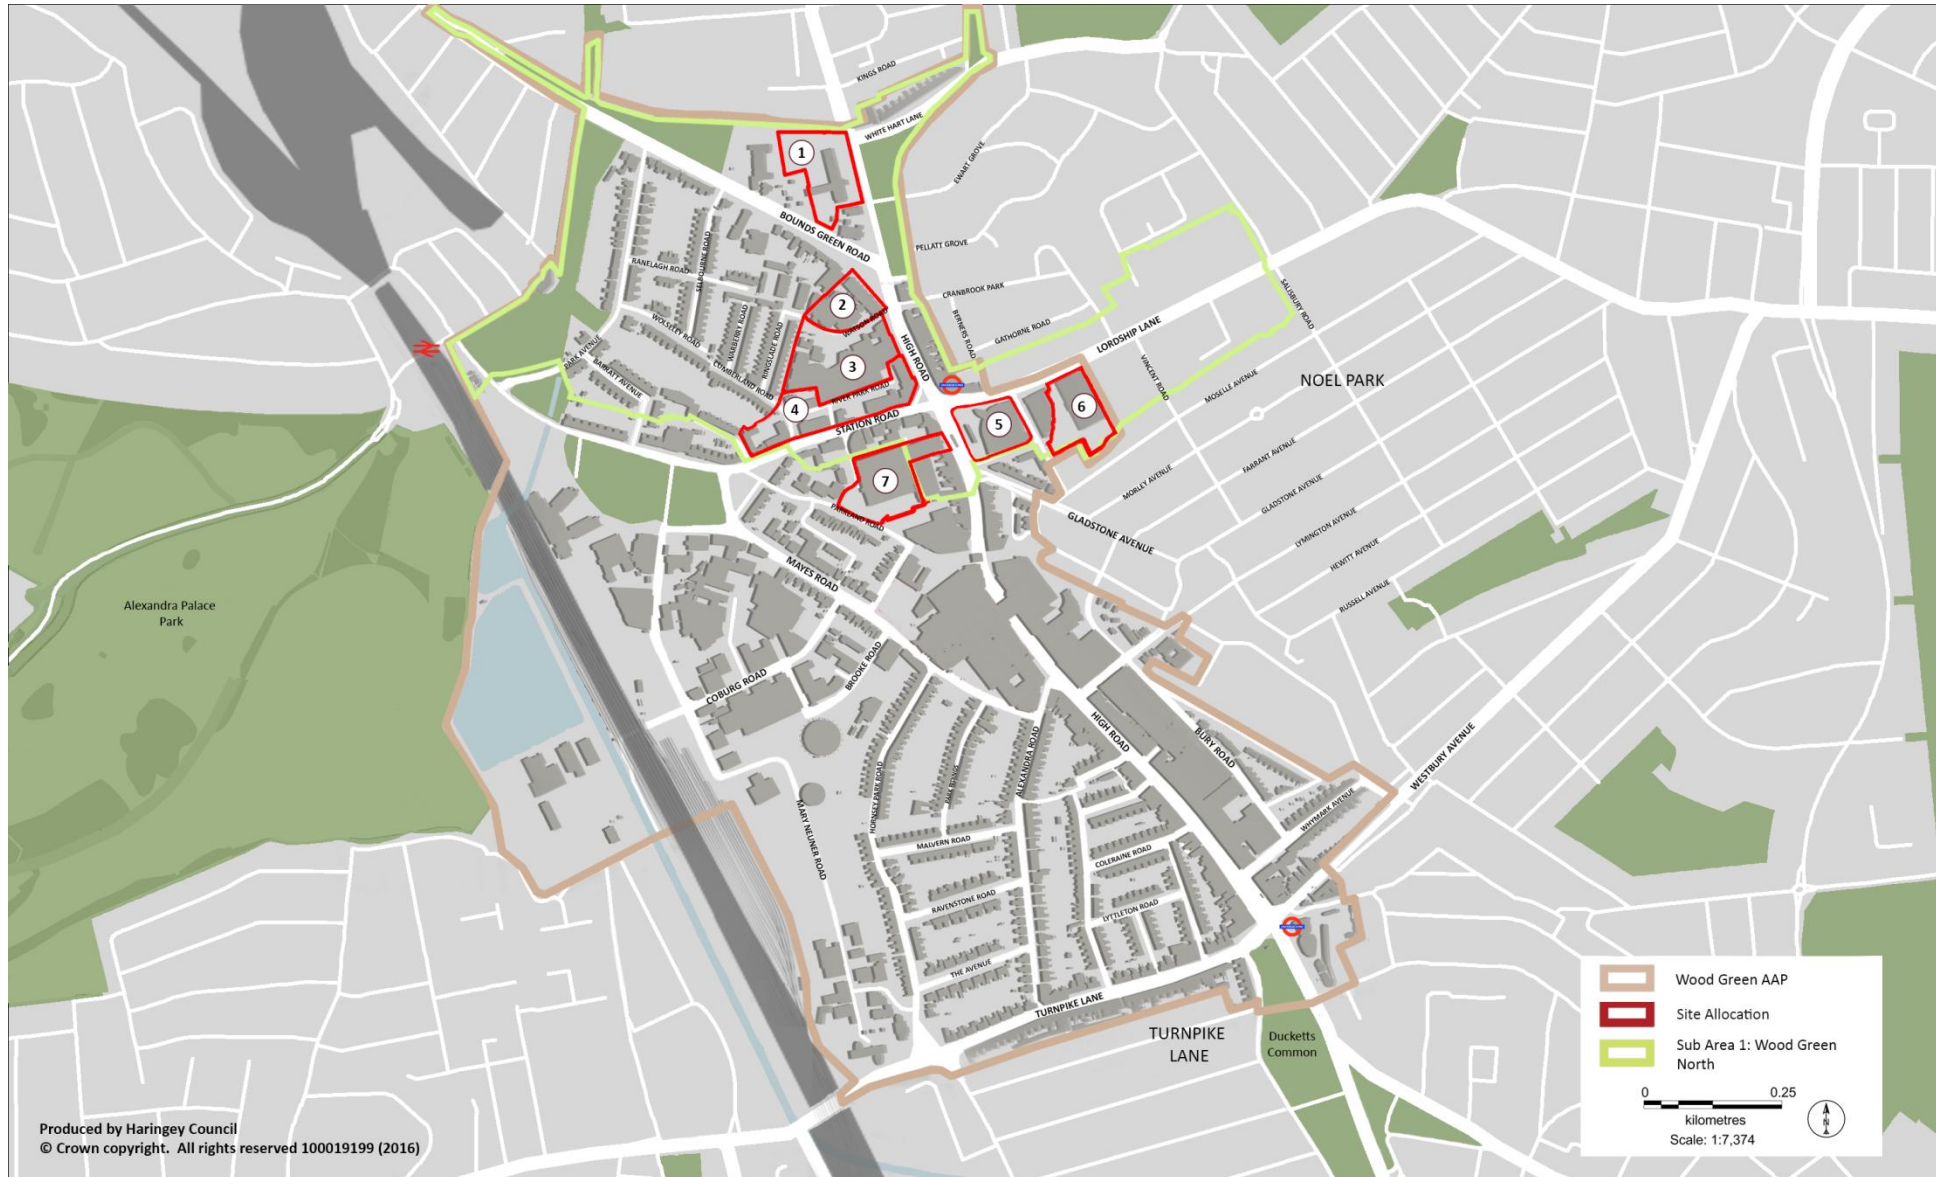 KINGS ROAD
WHITE HART LANE
1
EWART GROVE
BOUNDS GREEN ROAD
PELLATT GROVE
SELBOURNE ROAD
RANELAGH ROAD
CRANBROOK PARK
SALISBURY ROAD
2
WATSON ROAD
BERNERS ROAD
GATHORNE ROAD
LORDSHIP LANE
WOLSELEY ROAD
WARBERRY ROAD
RINGSLADE ROAD
HIGH ROAD
PARK AVENUE
BARRATT AVENUE
CUMBERLAND ROAD
3
VINCENT ROAD
MOSELLE AVENUE
NOEL PARK
RIVER PARK ROAD
4
STATION ROAD
5
6
FARRANT AVENUE
7
MORLEY AVENUE
GLADSTONE AVENUE
PARKLAND ROAD
GLADSTONE AVENUE
LYMINGTON AVENUE
HEWITT AVENUE
MAYES ROAD
RUSSELL AVENUE
Alexandra Palace
Park
COBURG ROAD
BROOKE ROAD
HIGH ROAD
BURY ROAD
WESTBURY AVENUE
HORNSEY PARK ROAD
PARK RIDINGS
ALEXANDRA ROAD
WHYMARK AVENUE
MARY NEUNER ROAD
MALVERN ROAD
COLERAINE ROAD
RAVENSTONE ROAD
LYTTLETON ROAD
THE AVENUE
TURNPIKE LANE
TURNPIKE
LANE
Ducketts
Common
Wood Green AAP
Site Allocation
Sub Area 1: Wood Green
North
0 0.25
kilometres
Scale: 1:7,374
N
Produced by Haringey Council
© Crown copyright. All rights reserved 100019199 (2016)